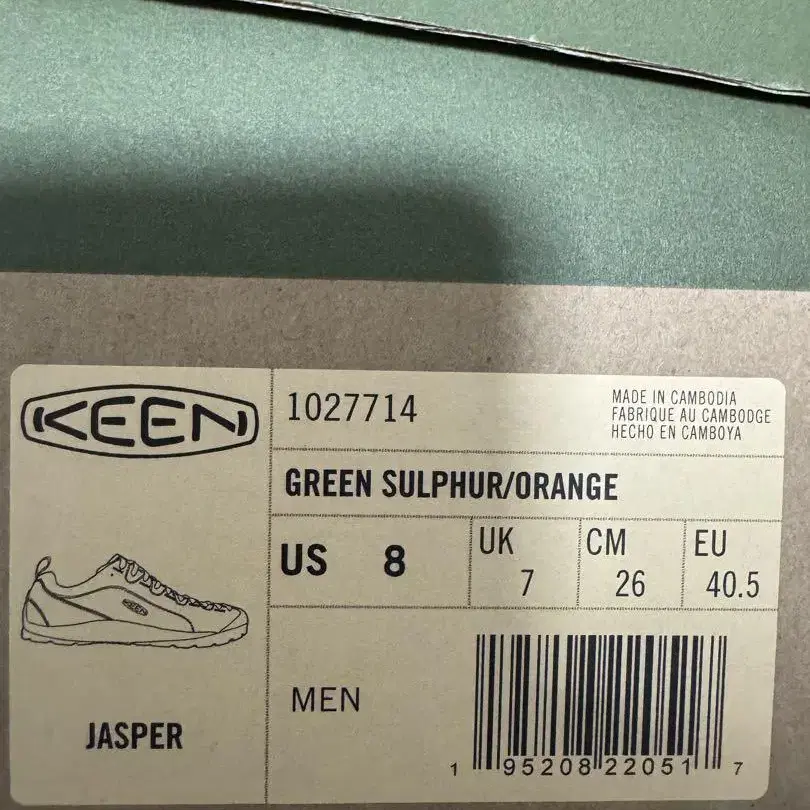 KEEN
1027714
MADE IN CAMBODIA
FABRIQUE AU CAMBODGE
HECHO EN CAMBOYA
GREEN SULPHUR/ORANGE
US 8
UK 7
CM 26
EU 40.5
KEEN
JASPER
MEN
1 95208 22051 7